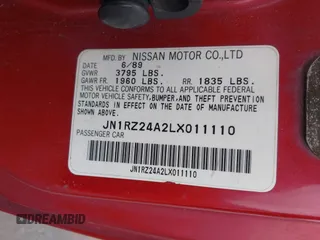 MFD. BY NISSAN MOTOR CO.,LTD
DATE 6/89
GVWR 3795 LBS.
GAWR FR. 1960 LBS. RR. 1835 LBS.
THIS VEHICLE CONFORMS TO ALL APPLICABLE FEDERAL
MOTOR VEHICLE SAFETY, BUMPER, AND THEFT PREVENTION
STANDARDS IN EFFECT ON THE DATE OF MANUFACTURE
SHOWN ABOVE.
JN1RZ24A2LX011110
PASSENGER CAR
JN1RZ24A2LX011110
DREAMBID